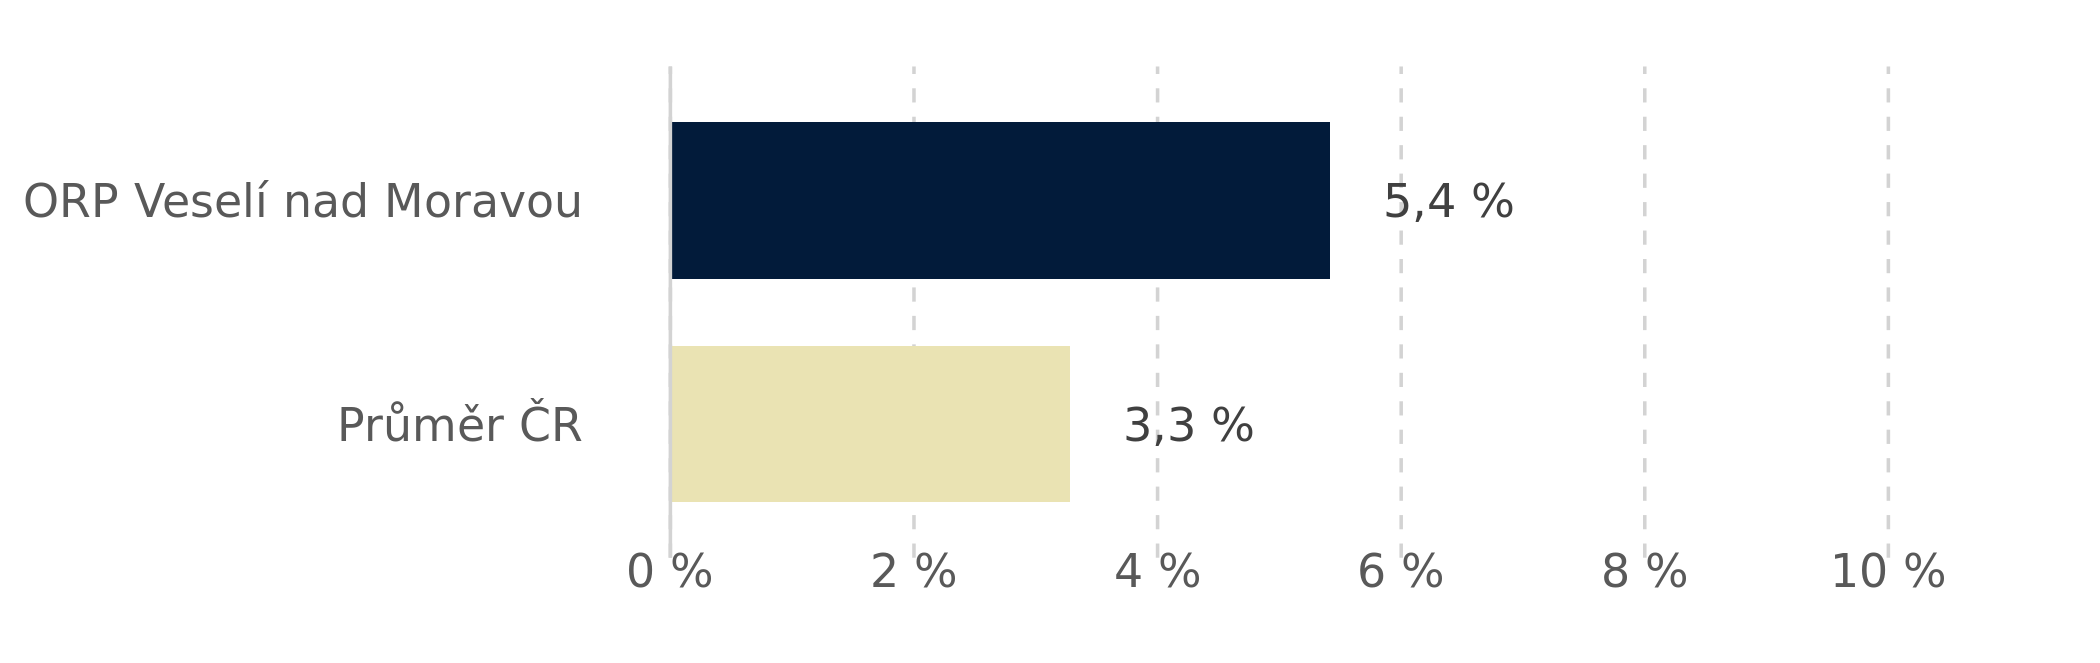 ORP Veselí nad Moravou
5,4 %
Průměr ČR
3,3 %
0 % 2 % 4 % 6 % 8 % 10 %